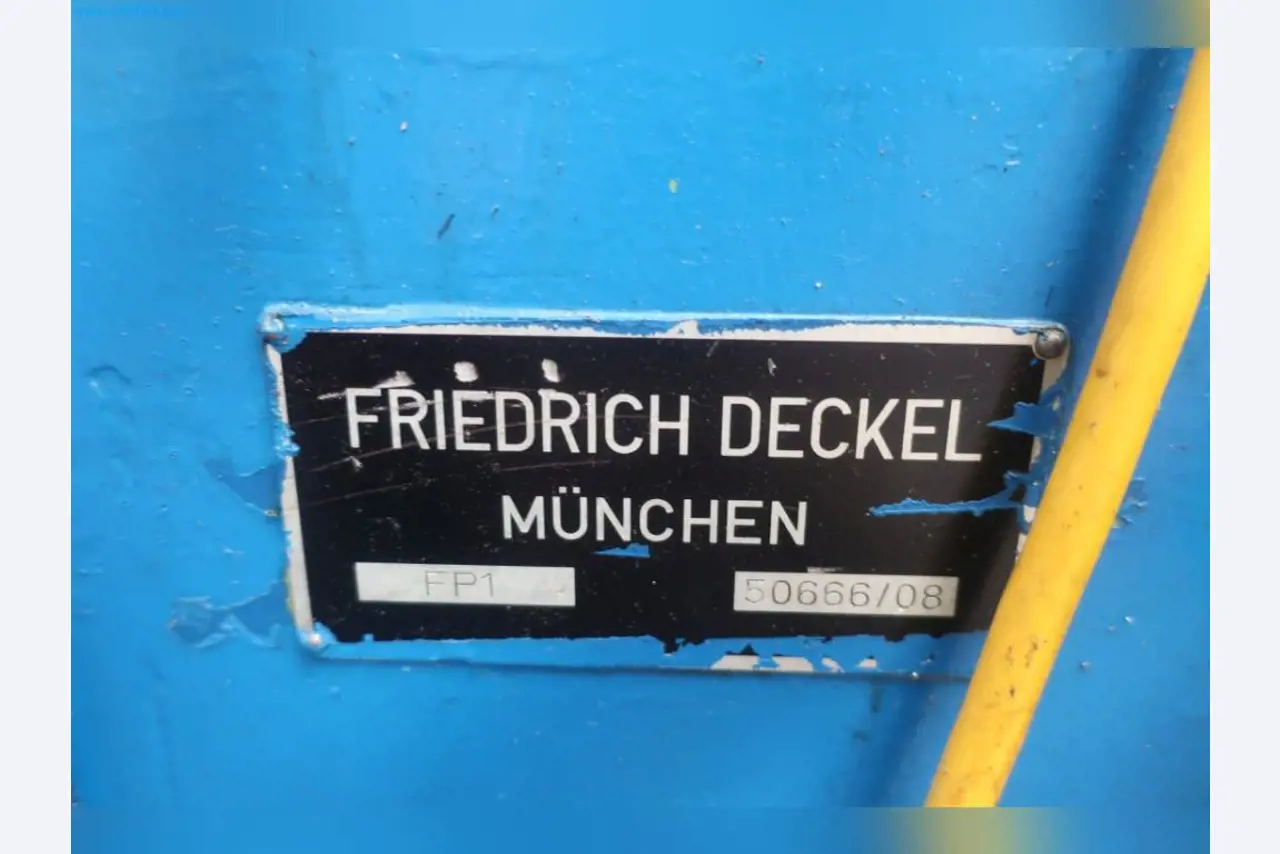 FRIEDRICH DECKEL
MÜNCHEN
FP1
50666/08